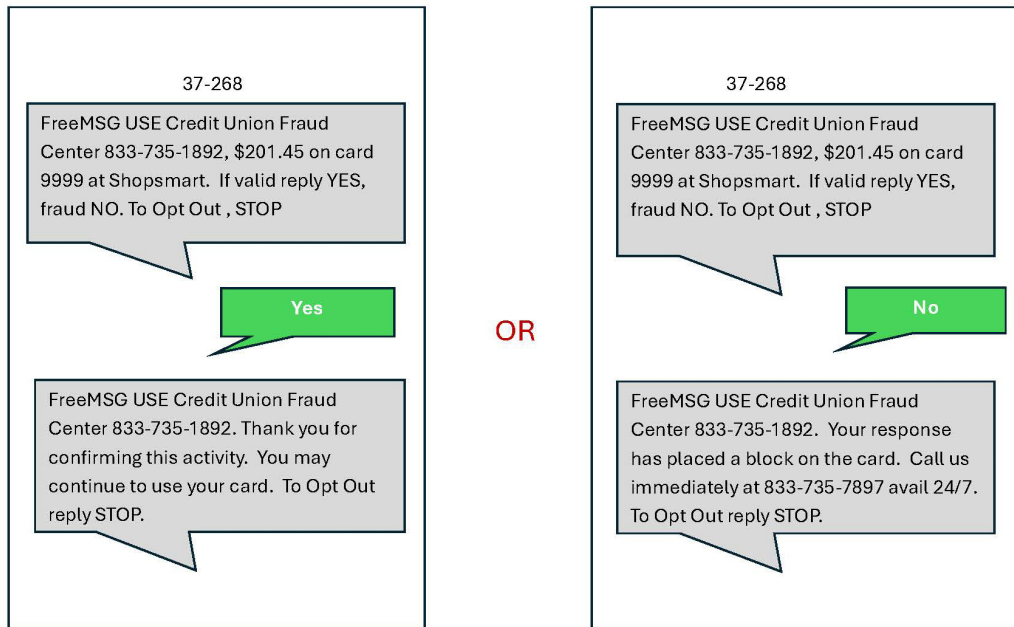 37-268
FreeMSG USE Credit Union Fraud
Center 833-735-1892, $201.45 on card
9999 at Shopsmart.  If valid reply YES,
fraud NO. To Opt Out , STOP
Yes
FreeMSG USE Credit Union Fraud
Center 833-735-1892. Thank you for
confirming this activity.  You may
continue to use your card.  To Opt Out
reply STOP.
OR
37-268
FreeMSG USE Credit Union Fraud
Center 833-735-1892, $201.45 on card
9999 at Shopsmart.  If valid reply YES,
fraud NO. To Opt Out , STOP
No
FreeMSG USE Credit Union Fraud
Center 833-735-1892.  Your response
has placed a block on the card.  Call us
immediately at 833-735-7897 avail 24/7.
To Opt Out reply STOP.